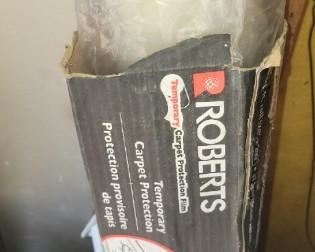 ROBERTS
Temporary Carpet Protection Film
Temporary
Carpet Protection
Protection provisoire
de tapis